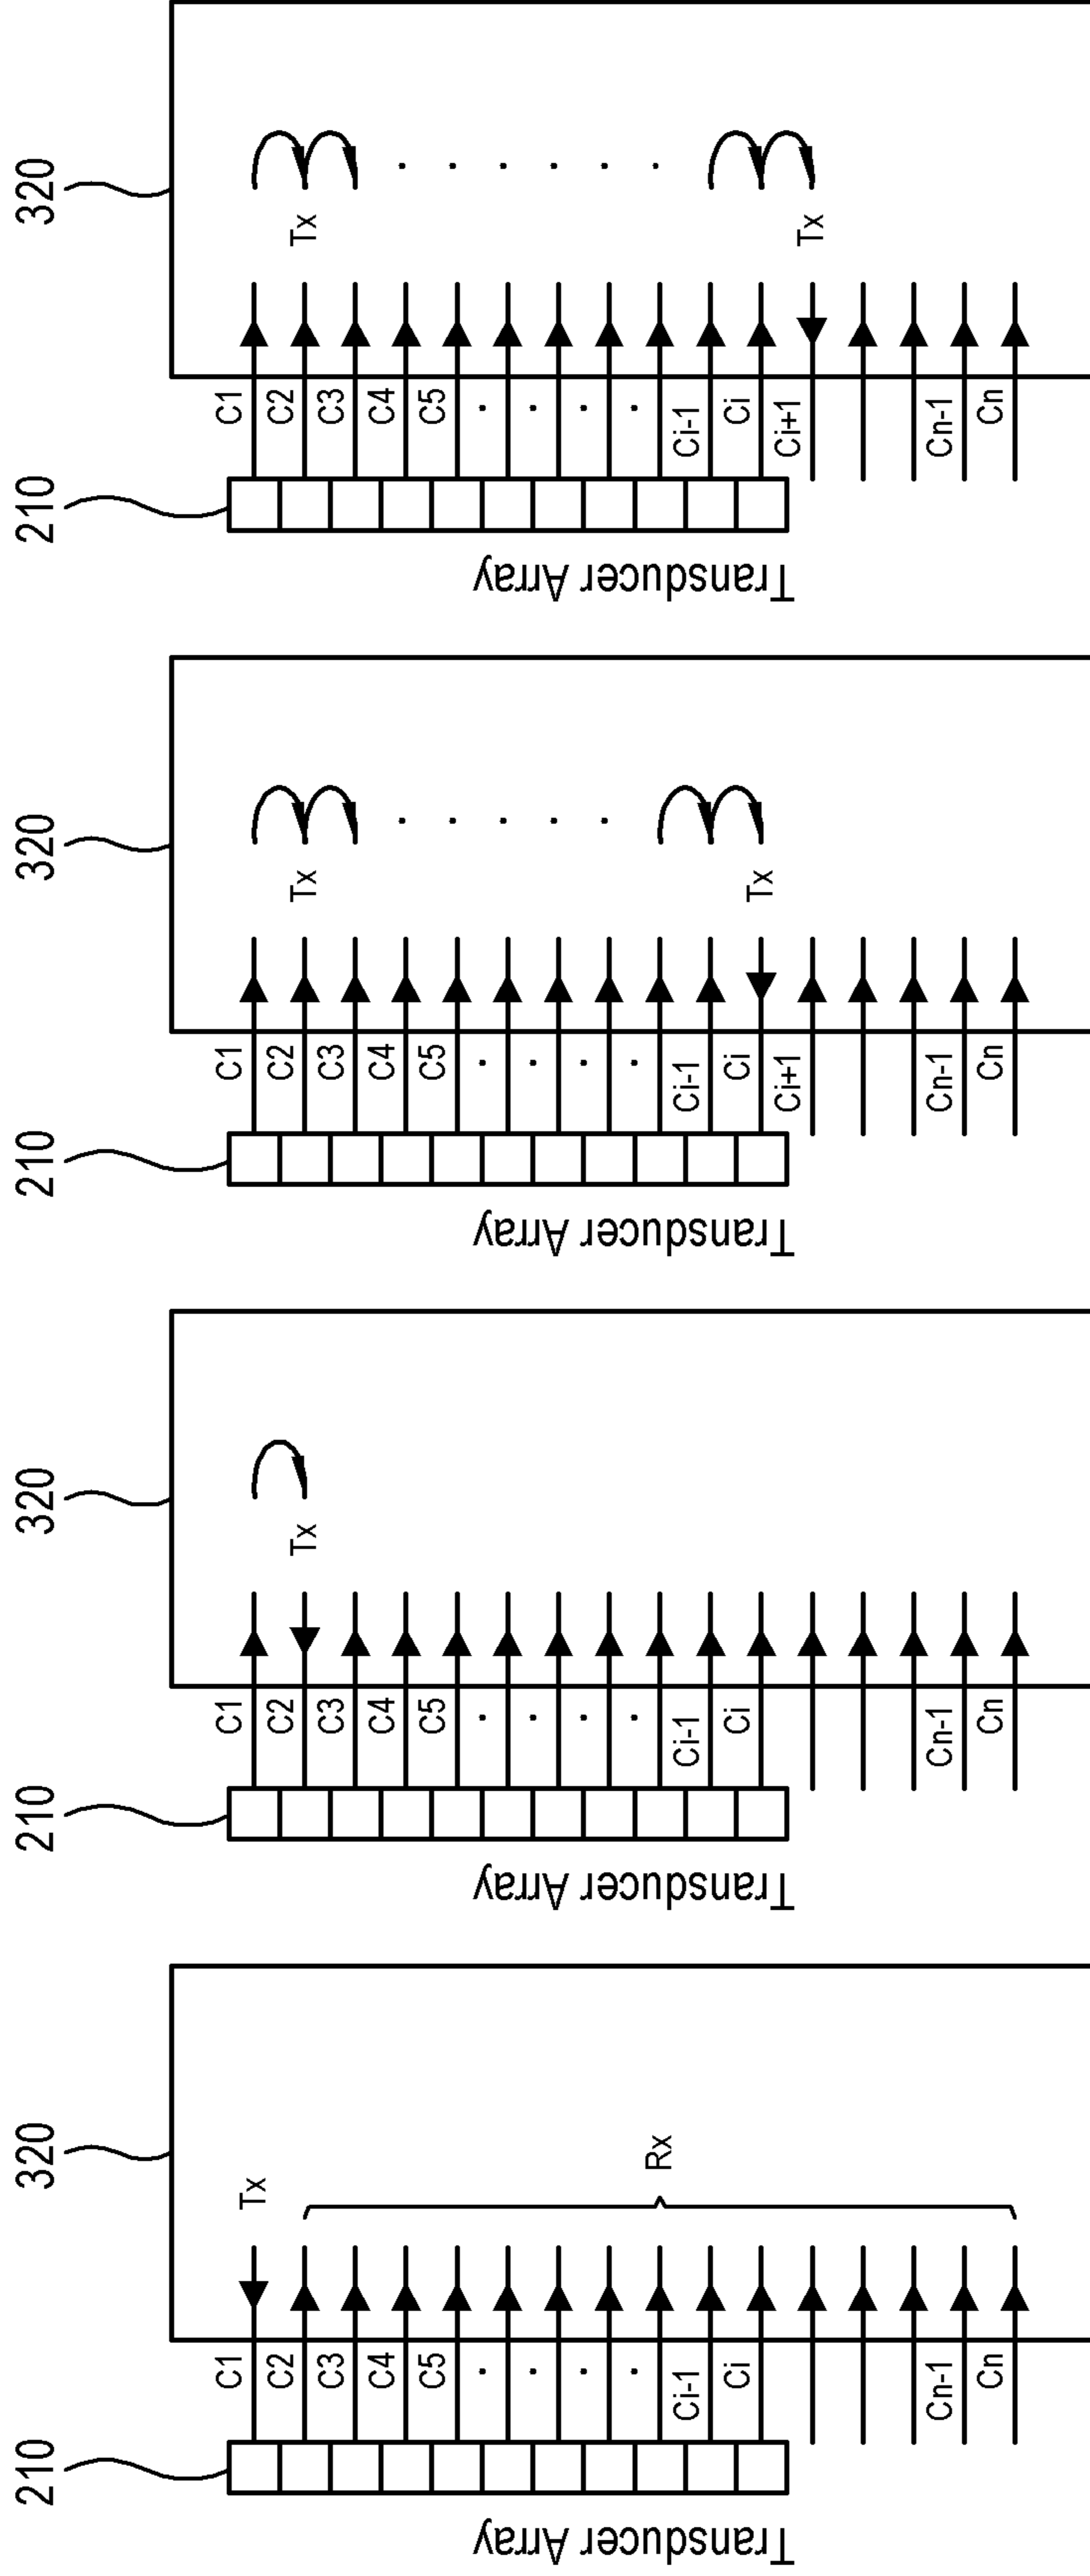 210
320
Transducer Array
C1
C2
C3
C4
C5
Ci-1
Ci
Cn-1
Cn
Tx
Rx
210
320
Transducer Array
C1
C2
C3
C4
C5
Ci-1
Ci
Cn-1
Cn
Tx
210
320
Transducer Array
C1
C2
C3
C4
C5
Ci-1
Ci
Ci+1
Cn-1
Cn
Tx
Tx
210
320
Transducer Array
C1
C2
C3
C4
C5
Ci-1
Ci
Ci+1
Cn-1
Cn
Tx
Tx